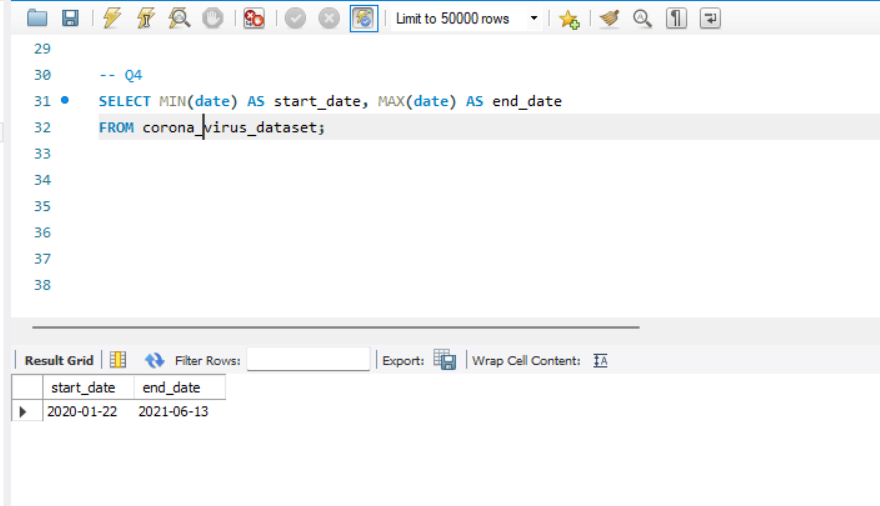 Limit to 50000 rows
29
30 -- Q4
31 SELECT MIN(date) AS start_date, MAX(date) AS end_date
32 FROM corona_virus_dataset;
33
34
35
36
37
38
Result Grid Filter Rows: Export: Wrap Cell Content:
start_date end_date
2020-01-22 2021-06-13